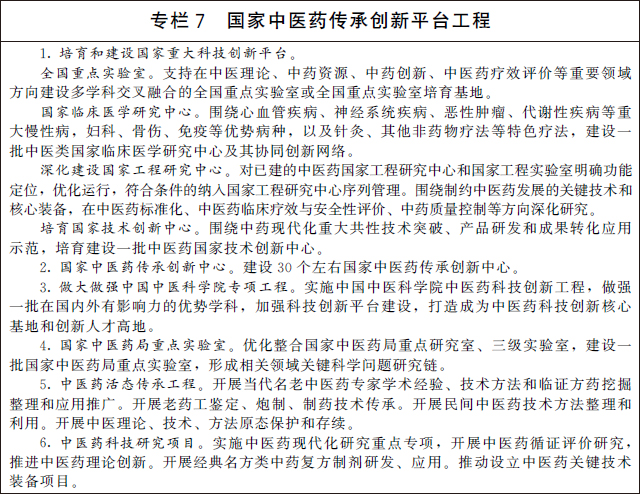 专栏7 国家中医药传承创新平台工程
1. 培育和建设国家重大科技创新平台。
全国重点实验室。支持在中医理论、中药资源、中药创新、中医药疗效评价等重要领域
方向建设多学科交叉融合的全国重点实验室或全国重点实验室培育基地。
国家临床医学研究中心。围绕心血管疾病、神经系统疾病、恶性肿瘤、代谢性疾病等重
大慢性病，妇科、骨伤、免疫等优势病种，以及针灸、其他非药物疗法等特色疗法，建设一
批中医类国家临床医学研究中心及其协同创新网络。
深化建设国家工程研究中心。对已建的中医药国家工程研究中心和国家工程实验室明确功能
定位，优化运行，符合条件的纳入国家工程研究中心序列管理。围绕制约中医药发展的关键技术和
核心装备，在中医药标准化、中医药临床疗效与安全性评价、中药质量控制等方向深化研究。
培育国家技术创新中心。围绕中药现代化重大共性技术突破、产品研发和成果转化应用
示范，培育建设一批中医药国家技术创新中心。
2. 国家中医药传承创新中心。建设30个左右国家中医药传承创新中心。
3. 做大做强中国中医科学院专项工程。实施中国中医科学院中医药科技创新工程，做强
一批在国内外有影响力的优势学科，加强科技创新平台建设，打造成为中医药科技创新核心
基地和创新人才高地。
4. 国家中医药局重点实验室。优化整合国家中医药局重点研究室、三级实验室，建设一
批国家中医药局重点实验室，形成相关领域关键科学问题研究链。
5. 中医药活态传承工程。开展当代名老中医药专家学术经验、技术方法和临证方药挖掘
整理和应用推广。开展老药工鉴定、炮制、制药技术传承。开展民间中医药技术方法整理和
利用。开展中医理论、技术、方法原态保护和存续。
6. 中医药科技研究项目。实施中医药现代化研究重点专项，开展中医药循证评价研究，
推进中医药理论创新。开展经典名方类中药复方制剂研发、应用。推动设立中医药关键技术
装备项目。